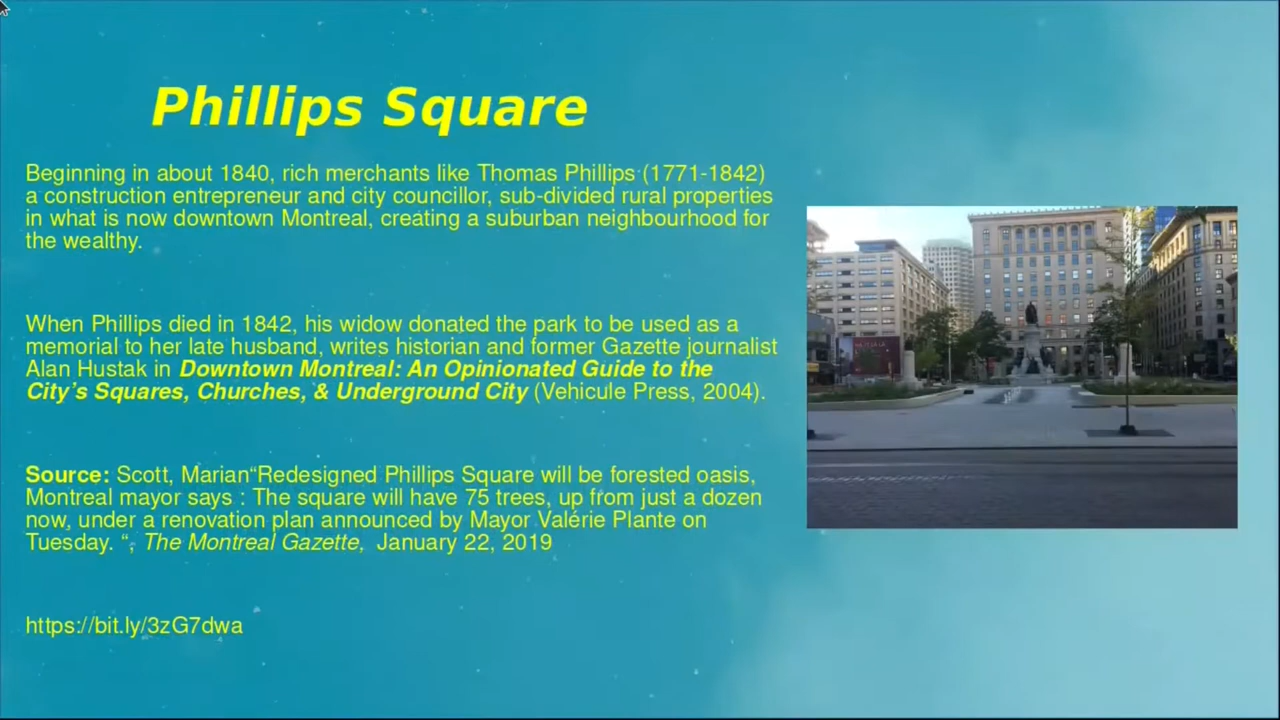 Phillips Square
Beginning in about 1840, rich merchants like Thomas Phillips (1771-1842)
a construction entrepreneur and city councillor, sub-divided rural properties
in what is now downtown Montreal, creating a suburban neighbourhood for
the wealthy.
When Phillips died in 1842, his widow donated the park to be used as a
memorial to her late husband, writes historian and former Gazette journalist
Alan Hustak in Downtown Montreal: An Opinionated Guide to the
City’s Squares, Churches, & Underground City (Vehicule Press, 2004).
Source: Scott, Marian“Redesigned Phillips Square will be forested oasis,
Montreal mayor says : The square will have 75 trees, up from just a dozen
now, under a renovation plan announced by Mayor Valérie Plante on
Tuesday. “, The Montreal Gazette, January 22, 2019
https://bit.ly/3zG7dwa